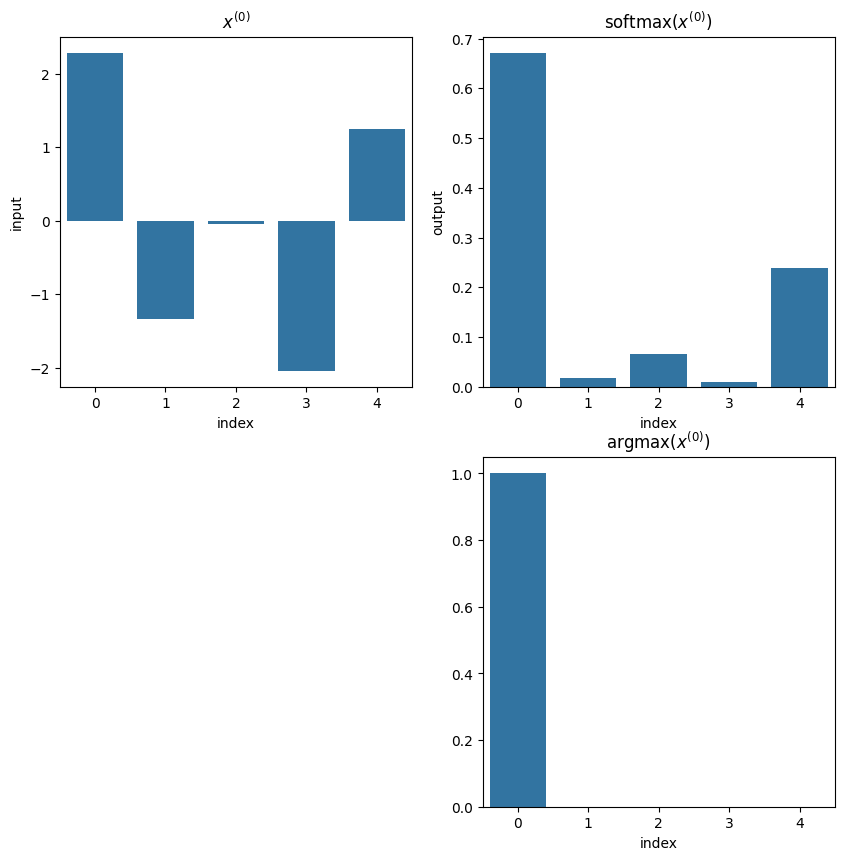 x^(0)
2
1
0
−1
−2
input
0 1 2 3 4
index
softmax(x^(0))
0.7
0.6
0.5
0.4
0.3
0.2
0.1
0.0
output
0 1 2 3 4
index
argmax(x^(0))
1.0
0.8
0.6
0.4
0.2
0.0
0 1 2 3 4
index